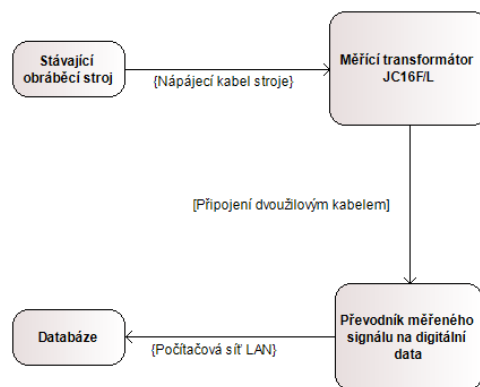 Stávající
obráběcí stroj
{Nápájecí kabel stroje}
Měřící transformátor
JC16F/L
[Připojení dvoužilovým kabelem]
Převodník měřeného
signálu na digitální
data
{Počítačová síť LAN}
Databáze